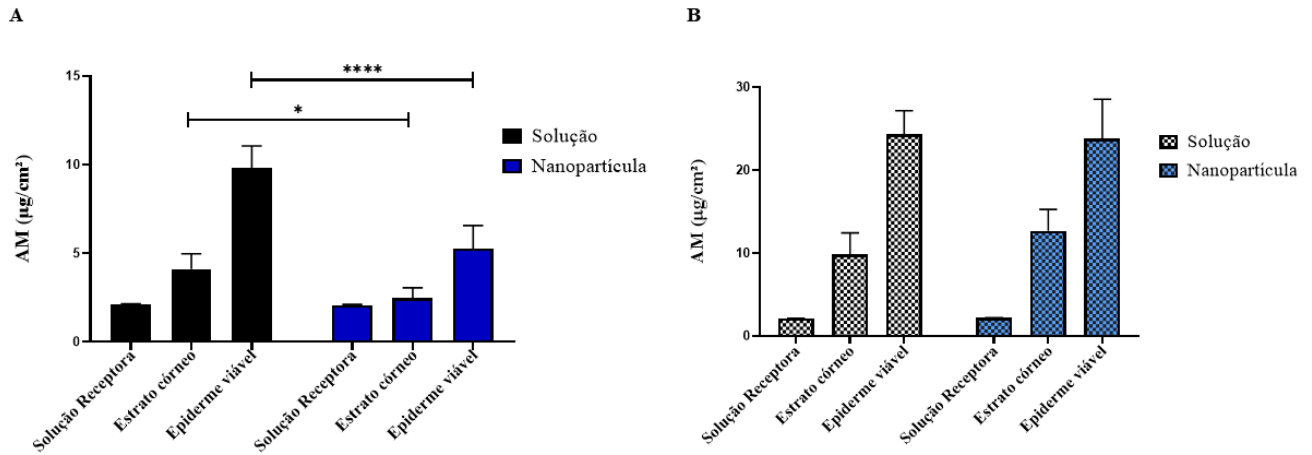 A
AM (µg/cm²)
15
10
5
0
****
*
Solução
Nanopartícula
Solução Receptora
Estrato córneo
Epiderme viável
Solução Receptora
Estrato córneo
Epiderme viável
B
AM (µg/cm²)
30
20
10
0
Solução
Nanopartícula
Solução Receptora
Estrato córneo
Epiderme viável
Solução Receptora
Estrato córneo
Epiderme viável